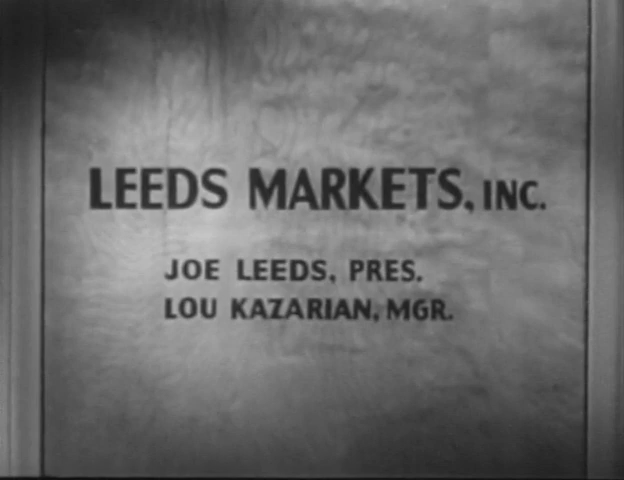 LEEDS MARKETS, INC.
JOE LEEDS, PRES.
LOU KAZARIAN, MGR.